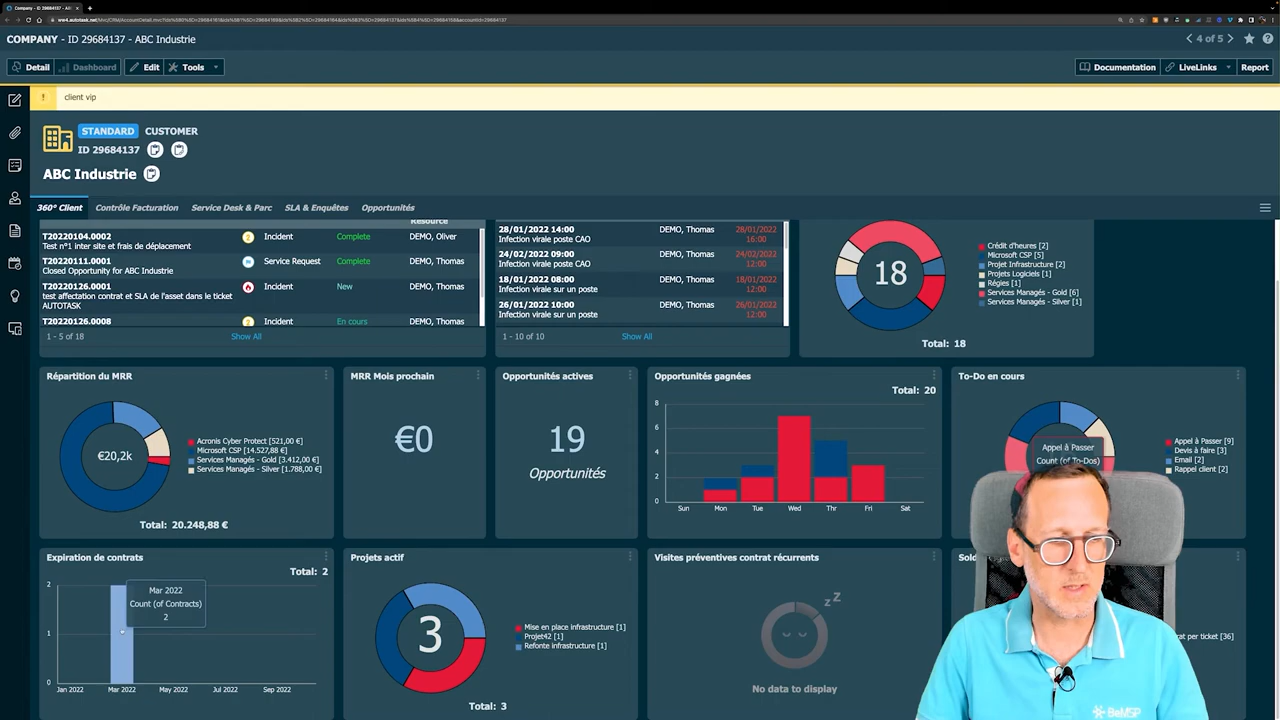 Company - ID 29684137 - ABC Industrie
COMPANY - ID 29684137 - ABC Industrie
4 of 5
Detail
Dashboard
Edit
Tools
Documentation
LiveLinks
Report
client vip
STANDARD
CUSTOMER
ID 29684137
ABC Industrie
360° Client
Contrôle Facturation
Service Desk & Parc
SLA & Enquêtes
Opportunités
Resource
T20220104.0002
Test n°1 inter site et frais de déplacement
Incident
Complete
DEMO, Oliver
T20220111.0001
Closed Opportunity for ABC Industrie
Service Request
Complete
DEMO, Thomas
T20220126.0001
test affectation contrat et SLA de l'asset dans le ticket
AUTOTASK
Incident
New
DEMO, Thomas
T20220126.0008
Incident
En cours
DEMO, Thomas
1 - 5 of 18
Show All
28/01/2022 14:00
Infection virale poste CAO
DEMO, Thomas
28/01/2022
16:00
24/02/2022 09:00
Infection virale poste CAO
DEMO, Thomas
24/02/2022
12:00
18/01/2022 08:00
Infection virale sur un poste
DEMO, Thomas
18/01/2022
12:00
26/01/2022 10:00
Infection virale sur un poste
DEMO, Thomas
26/01/2022
12:00
1 - 10 of 10
Show All
18
Crédit d'heures [2]
Microsoft CSP [5]
Projet Infrastructure [2]
Projets Logiciels [1]
Régies [1]
Services Managés - Gold [6]
Services Managés - Silver [1]
Total: 18
Répartition du MRR
€20,2k
Acronis Cyber Protect [521,00 €]
Microsoft CSP [14.527,88 €]
Services Managés - Gold [3.412,00 €]
Services Managés - Silver [1.788,00 €]
Total: 20.248,88 €
MRR Mois prochain
€0
Opportunités actives
19
Opportunités
Opportunités gagnées
Total: 20
8
6
4
2
0
Sun
Mon
Tue
Wed
Thr
Fri
Sat
To-Do en cours
Appel à Passer
Count (of To-Dos)
Appel à Passer [9]
Devis à faire [3]
Email [2]
Rappel client [2]
Expiration de contrats
Total: 2
2
1
0
Mar 2022
Count (of Contracts)
2
Jan 2022
Mar 2022
May 2022
Jul 2022
Sep 2022
Projets actif
3
Mise en place infrastructure [1]
Projet42 [1]
Refonte infrastructure [1]
Total: 3
Visites préventives contrat récurrents
z Z
No data to display
Sol
rat per ticket [36]
BeMSP